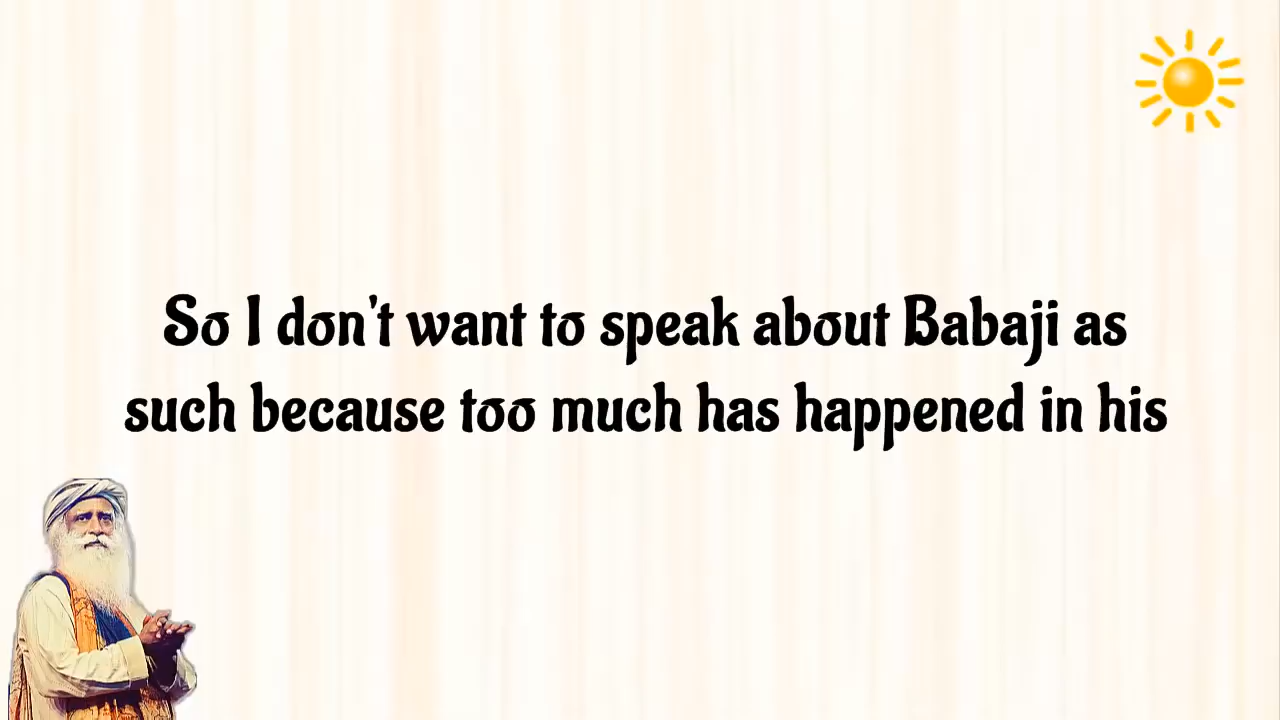 So I don't want to speak about Babaji as
such because too much has happened in his